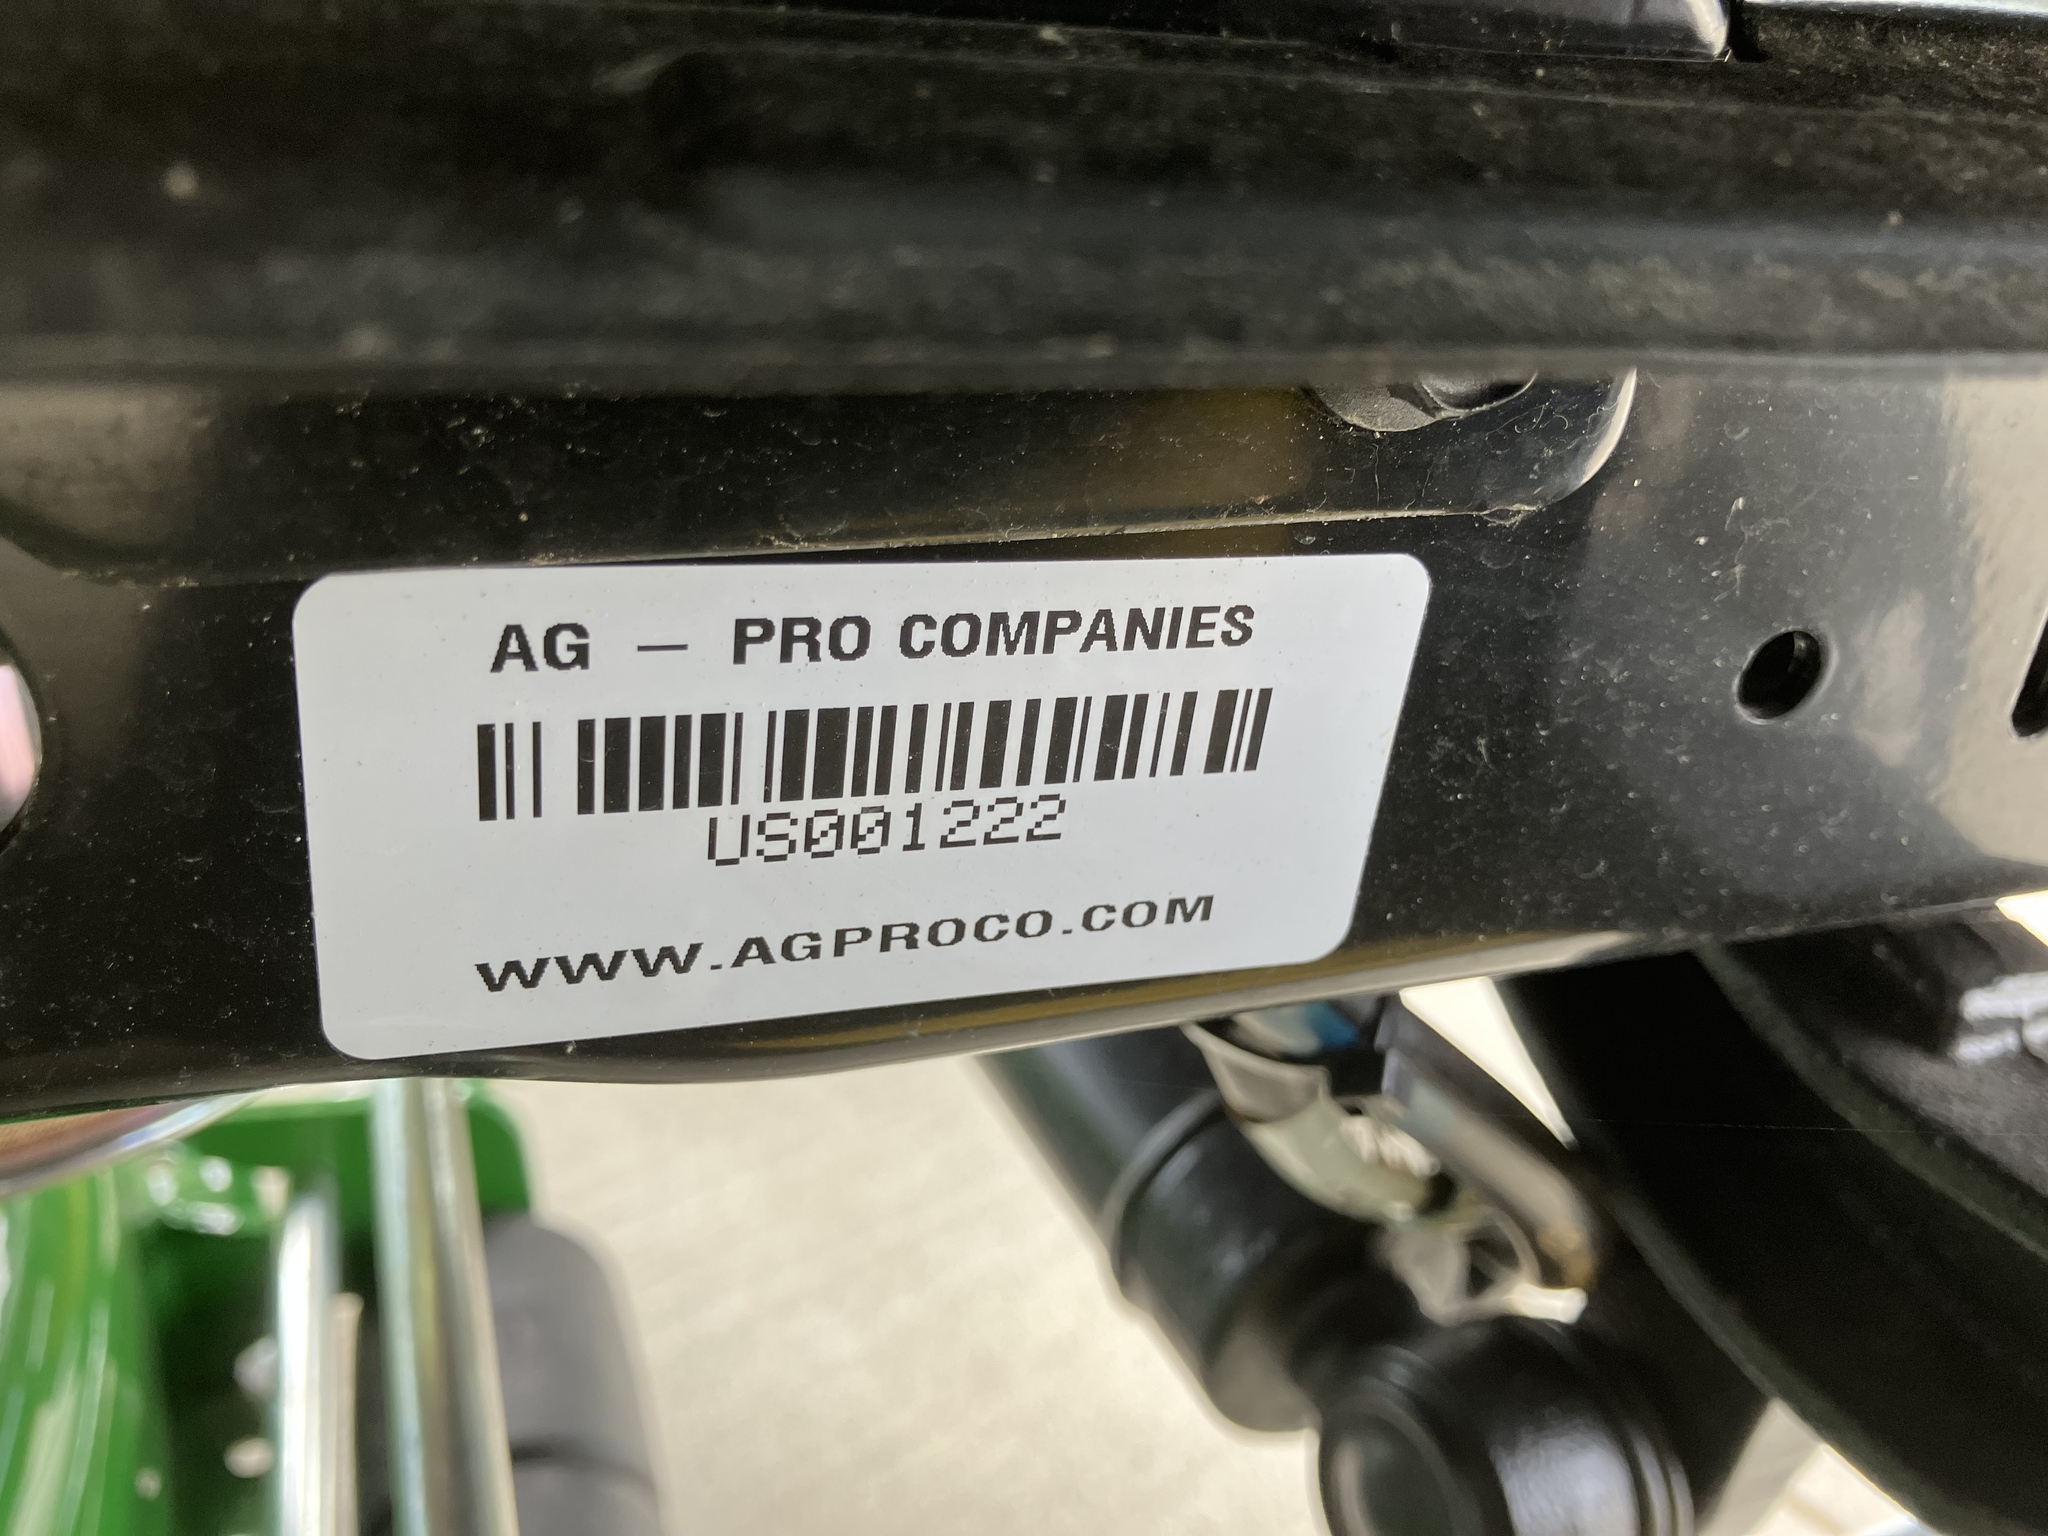 AG – PRO COMPANIES
US001222
WWW.AGPROCO.COM